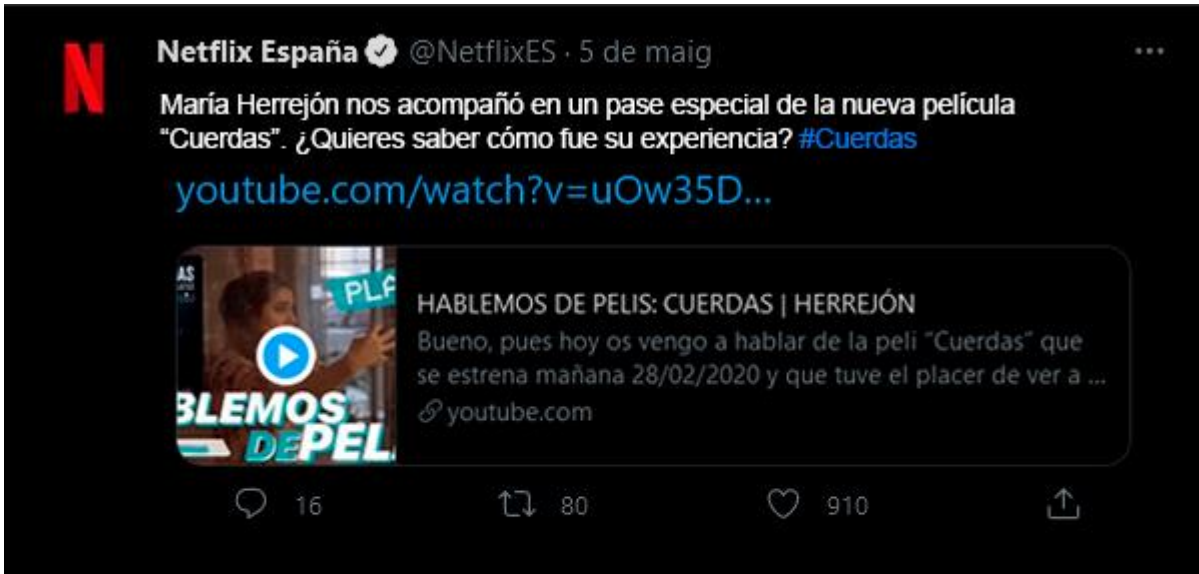 Netflix España @NetflixES · 5 de maig
María Herrejón nos acompañó en un pase especial de la nueva película
“Cuerdas”. ¿Quieres saber cómo fue su experiencia? #Cuerdas
youtube.com/watch?v=uOw35D...
AS
PLA
BLEMOS
DEPEL
HABLEMOS DE PELIS: CUERDAS | HERREJÓN
Bueno, pues hoy os vengo a hablar de la peli “Cuerdas” que
se estrena mañana 28/02/2020 y que tuve el placer de ver a ...
youtube.com
16 80 910